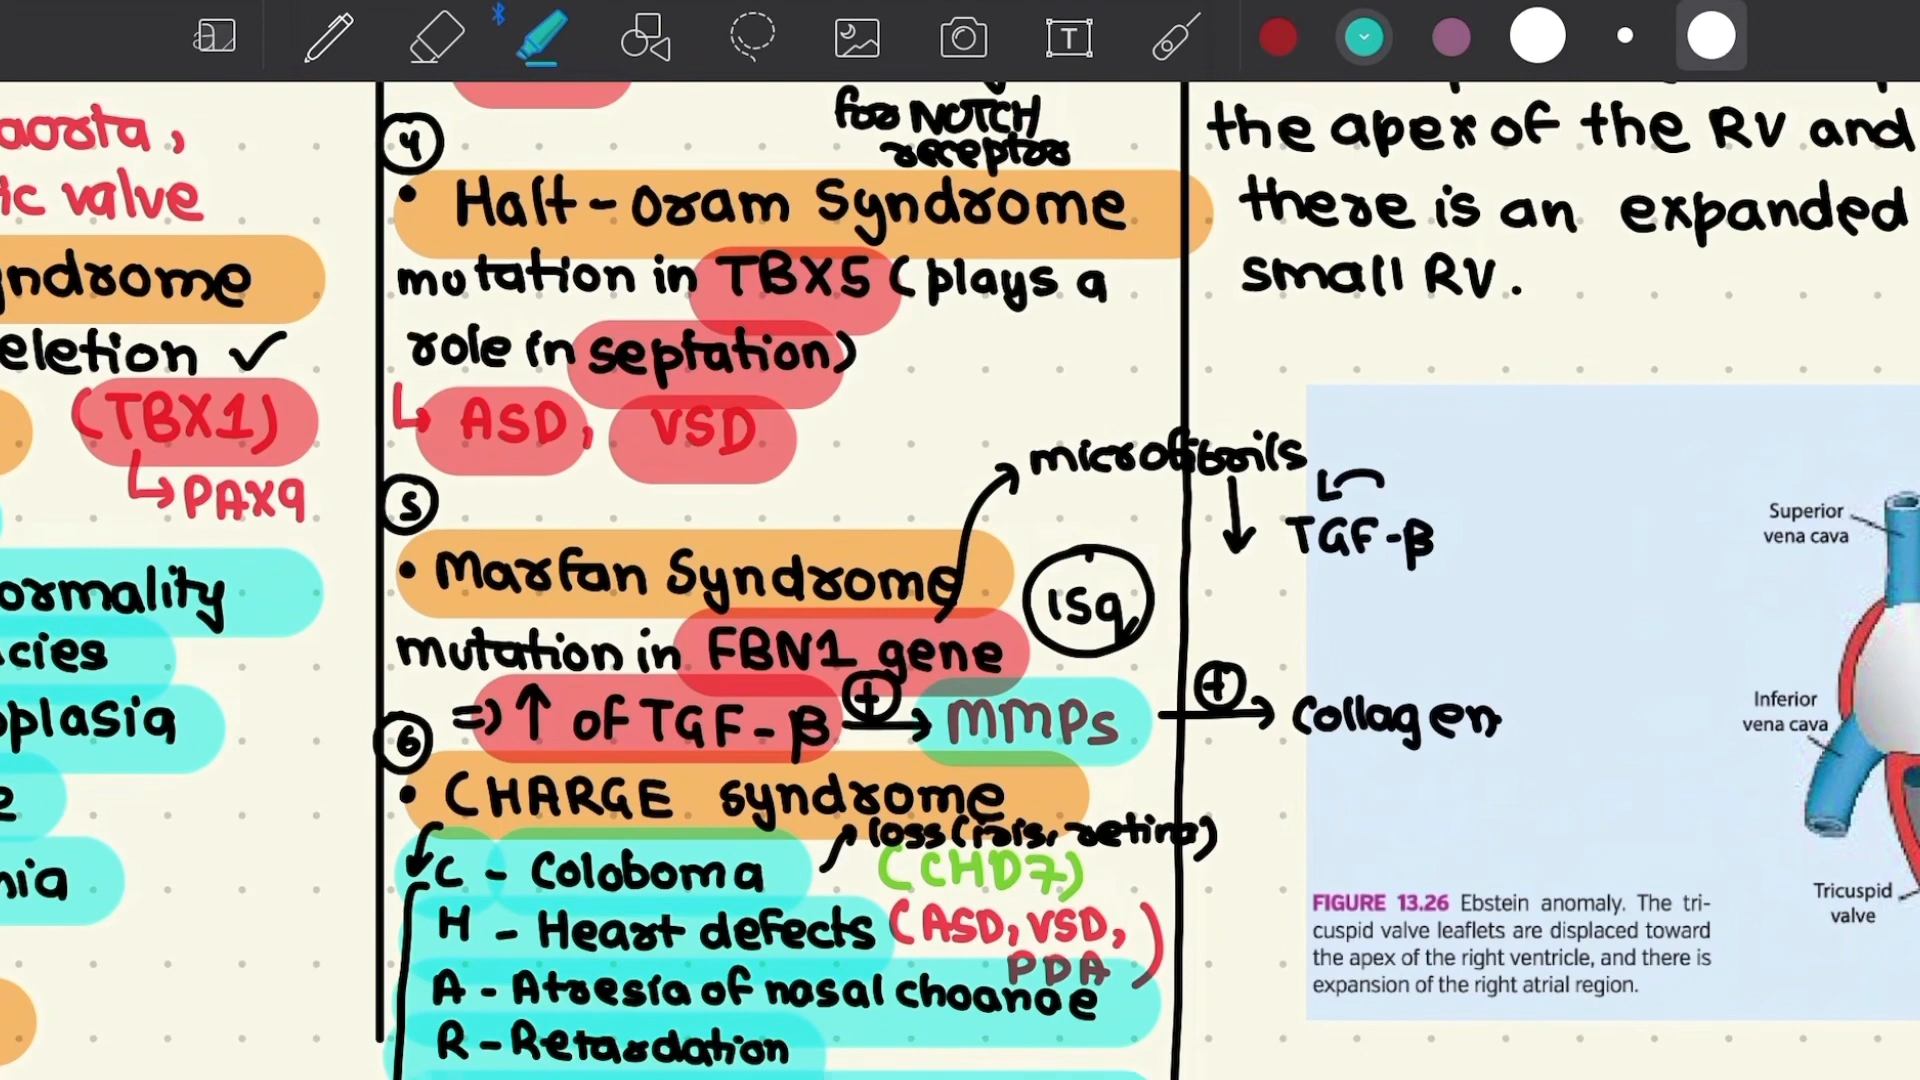 T
aorta,
ic valve
ndrome
eletion ✓
(TBX1)
↳ PAX9
ormality
cies
plasia
e
nia
for NOTCH
receptor
4
• Halt-Oram Syndrome
mutation in TBX5 (plays a
role in septation)
↳ ASD, VSD
5
• Marfan Syndrome
15q
mutation in FBN1 gene
microfibrils
TGF-β
⇒ ↑ of TGF-β ⊕→ MMPs ⊕→ Collagen
6
• CHARGE syndrome
loss (iris, retina)
C - Coloboma (CHD7)
H - Heart defects (ASD, VSD,
PDA)
A - Atresia of nasal choanae
R - Retardation
the apex of the RV and
there is an expanded
small RV.
Superior
vena cava
Inferior
vena cava
Tricuspid
valve
FIGURE 13.26 Ebstein anomaly. The tri-
cuspid valve leaflets are displaced toward
the apex of the right ventricle, and there is
expansion of the right atrial region.